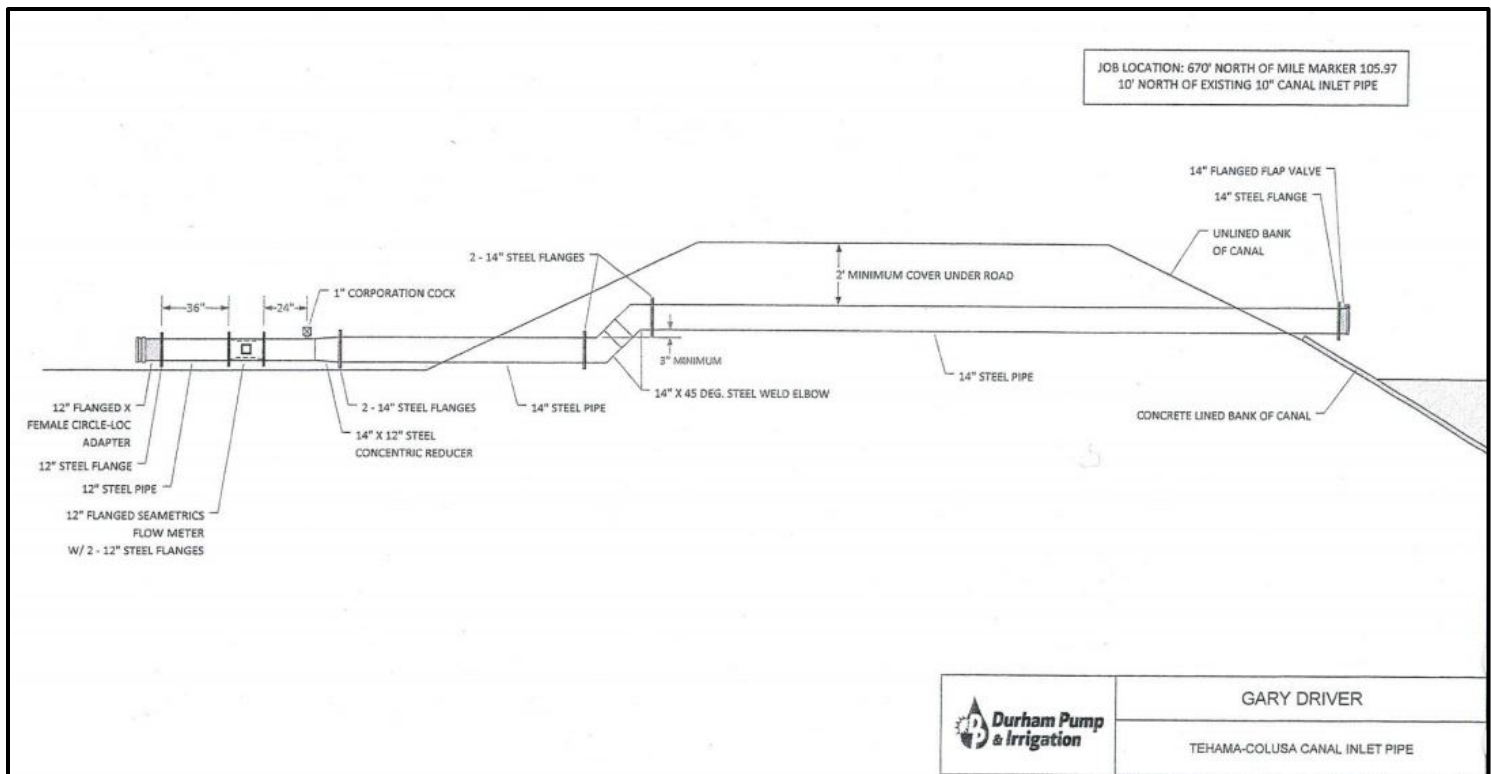 JOB LOCATION: 670' NORTH OF MILE MARKER 105.97
10' NORTH OF EXISTING 10" CANAL INLET PIPE
14" FLANGED FLAP VALVE
14" STEEL FLANGE
UNLINED BANK
OF CANAL
2 - 14" STEEL FLANGES
2' MINIMUM COVER UNDER ROAD
1" CORPORATION COCK
36"
24"
3" MINIMUM
14" STEEL PIPE
14" X 45 DEG. STEEL WELD ELBOW
12" FLANGED X
FEMALE CIRCLE-LOC
ADAPTER
2 - 14" STEEL FLANGES
14" STEEL PIPE
CONCRETE LINED BANK OF CANAL
14" X 12" STEEL
CONCENTRIC REDUCER
12" STEEL FLANGE
12" STEEL PIPE
12" FLANGED SEAMETRICS
FLOW METER
W/ 2 - 12" STEEL FLANGES
DP
Durham Pump
& Irrigation
GARY DRIVER
TEHAMA-COLUSA CANAL INLET PIPE